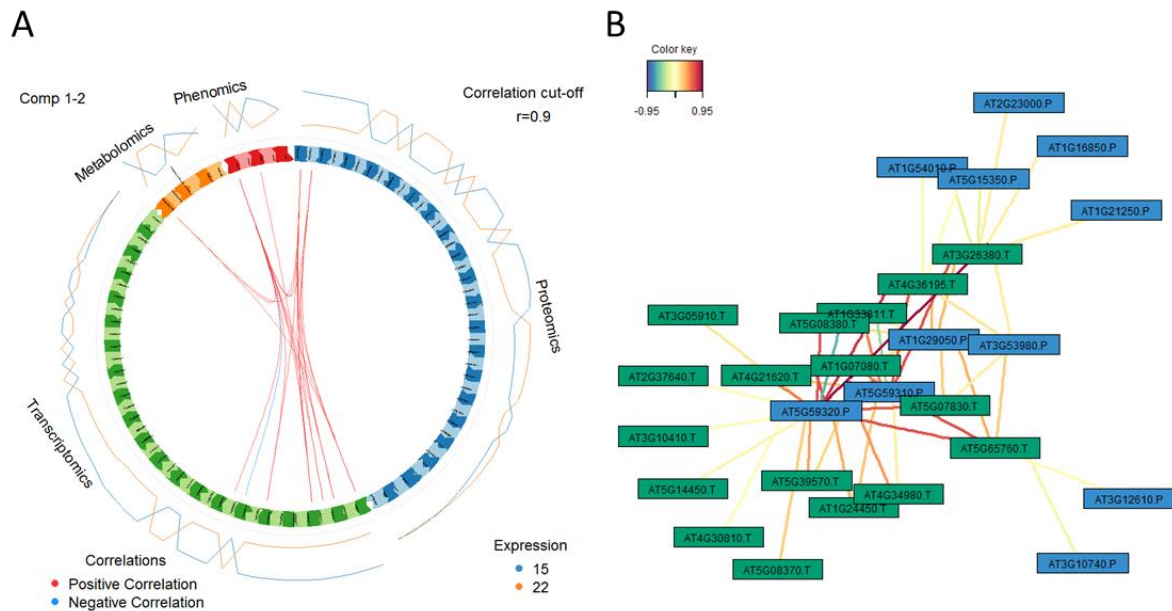 A
Comp 1-2
Phenomics
Correlation cut-off
r=0.9
Metabolomics
Proteomics
Transcriptomics
Correlations
Positive Correlation
Negative Correlation
Expression
15
22
B
Color key
-0.95 0.95
AT2G23000.P
AT1G16850.P
AT1G54010.P
AT5G15350.P
AT1G21250.P
AT3G26380.T
AT4G36195.T
AT3G05910.T
AT1G33811.T
AT5G08380.T
AT1G29050.P
AT3G53980.P
AT1G07080.T
AT2G37640.T
AT4G21620.T
AT5G59310.P
AT5G59320.P
AT5G07830.T
AT3G10410.T
AT5G65760.T
AT5G14450.T
AT5G39570.T
AT4G34980.T
AT3G12610.P
AT1G24450.T
AT4G30810.T
AT5G08370.T
AT3G10740.P